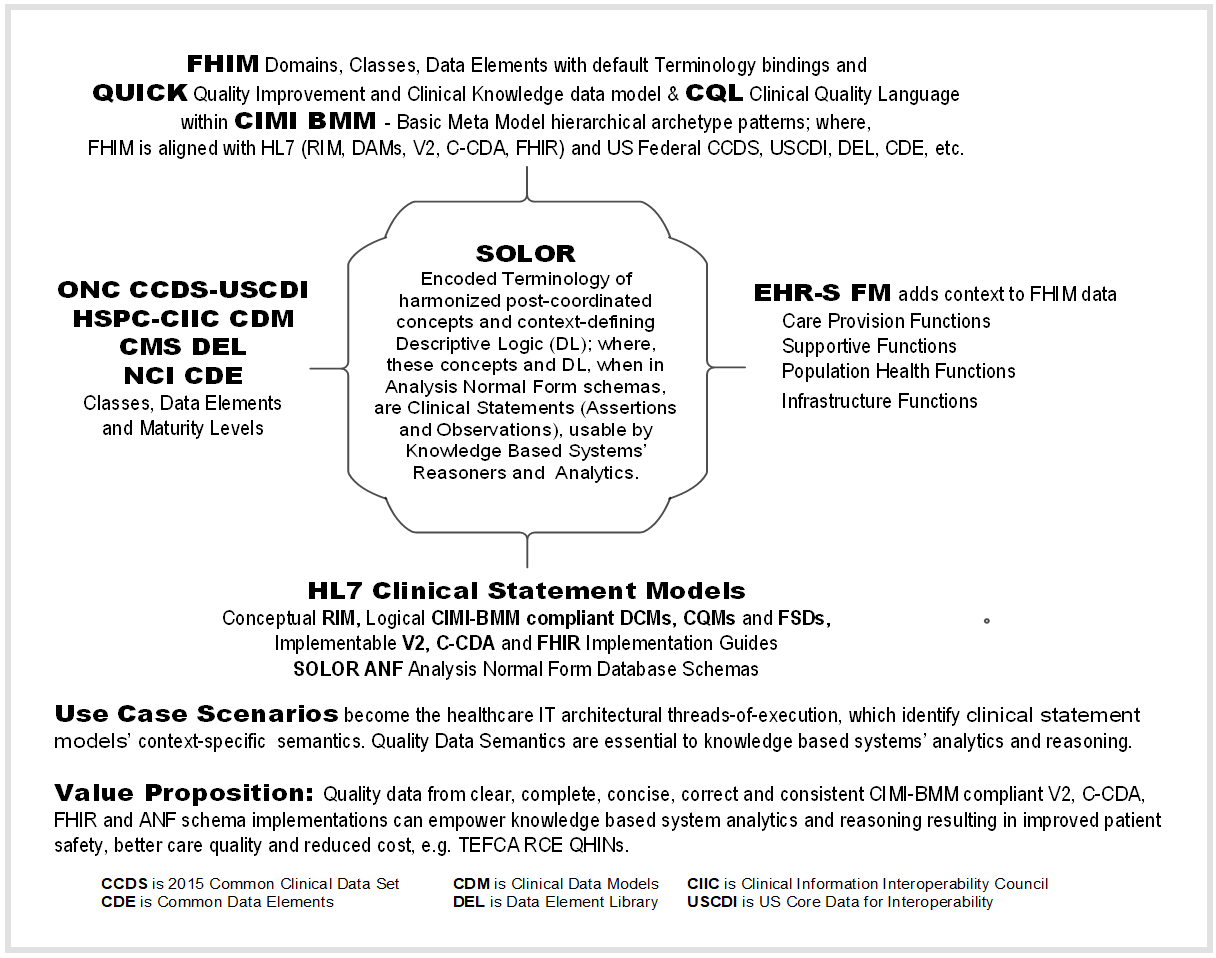 FHIM Domains, Classes, Data Elements with default Terminology bindings and
QUICK Quality Improvement and Clinical Knowledge data model & CQL Clinical Quality Language
within CIMI BMM - Basic Meta Model hierarchical archetype patterns; where,
FHIM is aligned with HL7 (RIM, DAMs, V2, C-CDA, FHIR) and US Federal CCDS, USCDI, DEL, CDE, etc.
ONC CCDS-USCDI
HSPC-CIIC CDM
CMS DEL
NCI CDE
Classes, Data Elements
and Maturity Levels
SOLOR
Encoded Terminology of
harmonized post-coordinated
concepts and context-defining
Descriptive Logic (DL); where,
these concepts and DL, when in
Analysis Normal Form schemas,
are Clinical Statements (Assertions
and Observations), usable by
Knowledge Based Systems'
Reasoners and Analytics.
EHR-S FM adds context to FHIM data
Care Provision Functions
Supportive Functions
Population Health Functions
Infrastructure Functions
HL7 Clinical Statement Models
Conceptual RIM, Logical CIMI-BMM compliant DCMs, CQMs and FSDs,
Implementable V2, C-CDA and FHIR Implementation Guides
SOLOR ANF Analysis Normal Form Database Schemas
Use Case Scenarios become the healthcare IT architectural threads-of-execution, which identify clinical statement
models' context-specific semantics. Quality Data Semantics are essential to knowledge based systems' analytics and reasoning.
Value Proposition: Quality data from clear, complete, concise, correct and consistent CIMI-BMM compliant V2, C-CDA,
FHIR and ANF schema implementations can empower knowledge based system analytics and reasoning resulting in improved patient
safety, better care quality and reduced cost, e.g. TEFCA RCE QHINs.
CCDS is 2015 Common Clinical Data Set
CDE is Common Data Elements
CDM is Clinical Data Models
DEL is Data Element Library
CIIC is Clinical Information Interoperability Council
USCDI is US Core Data for Interoperability